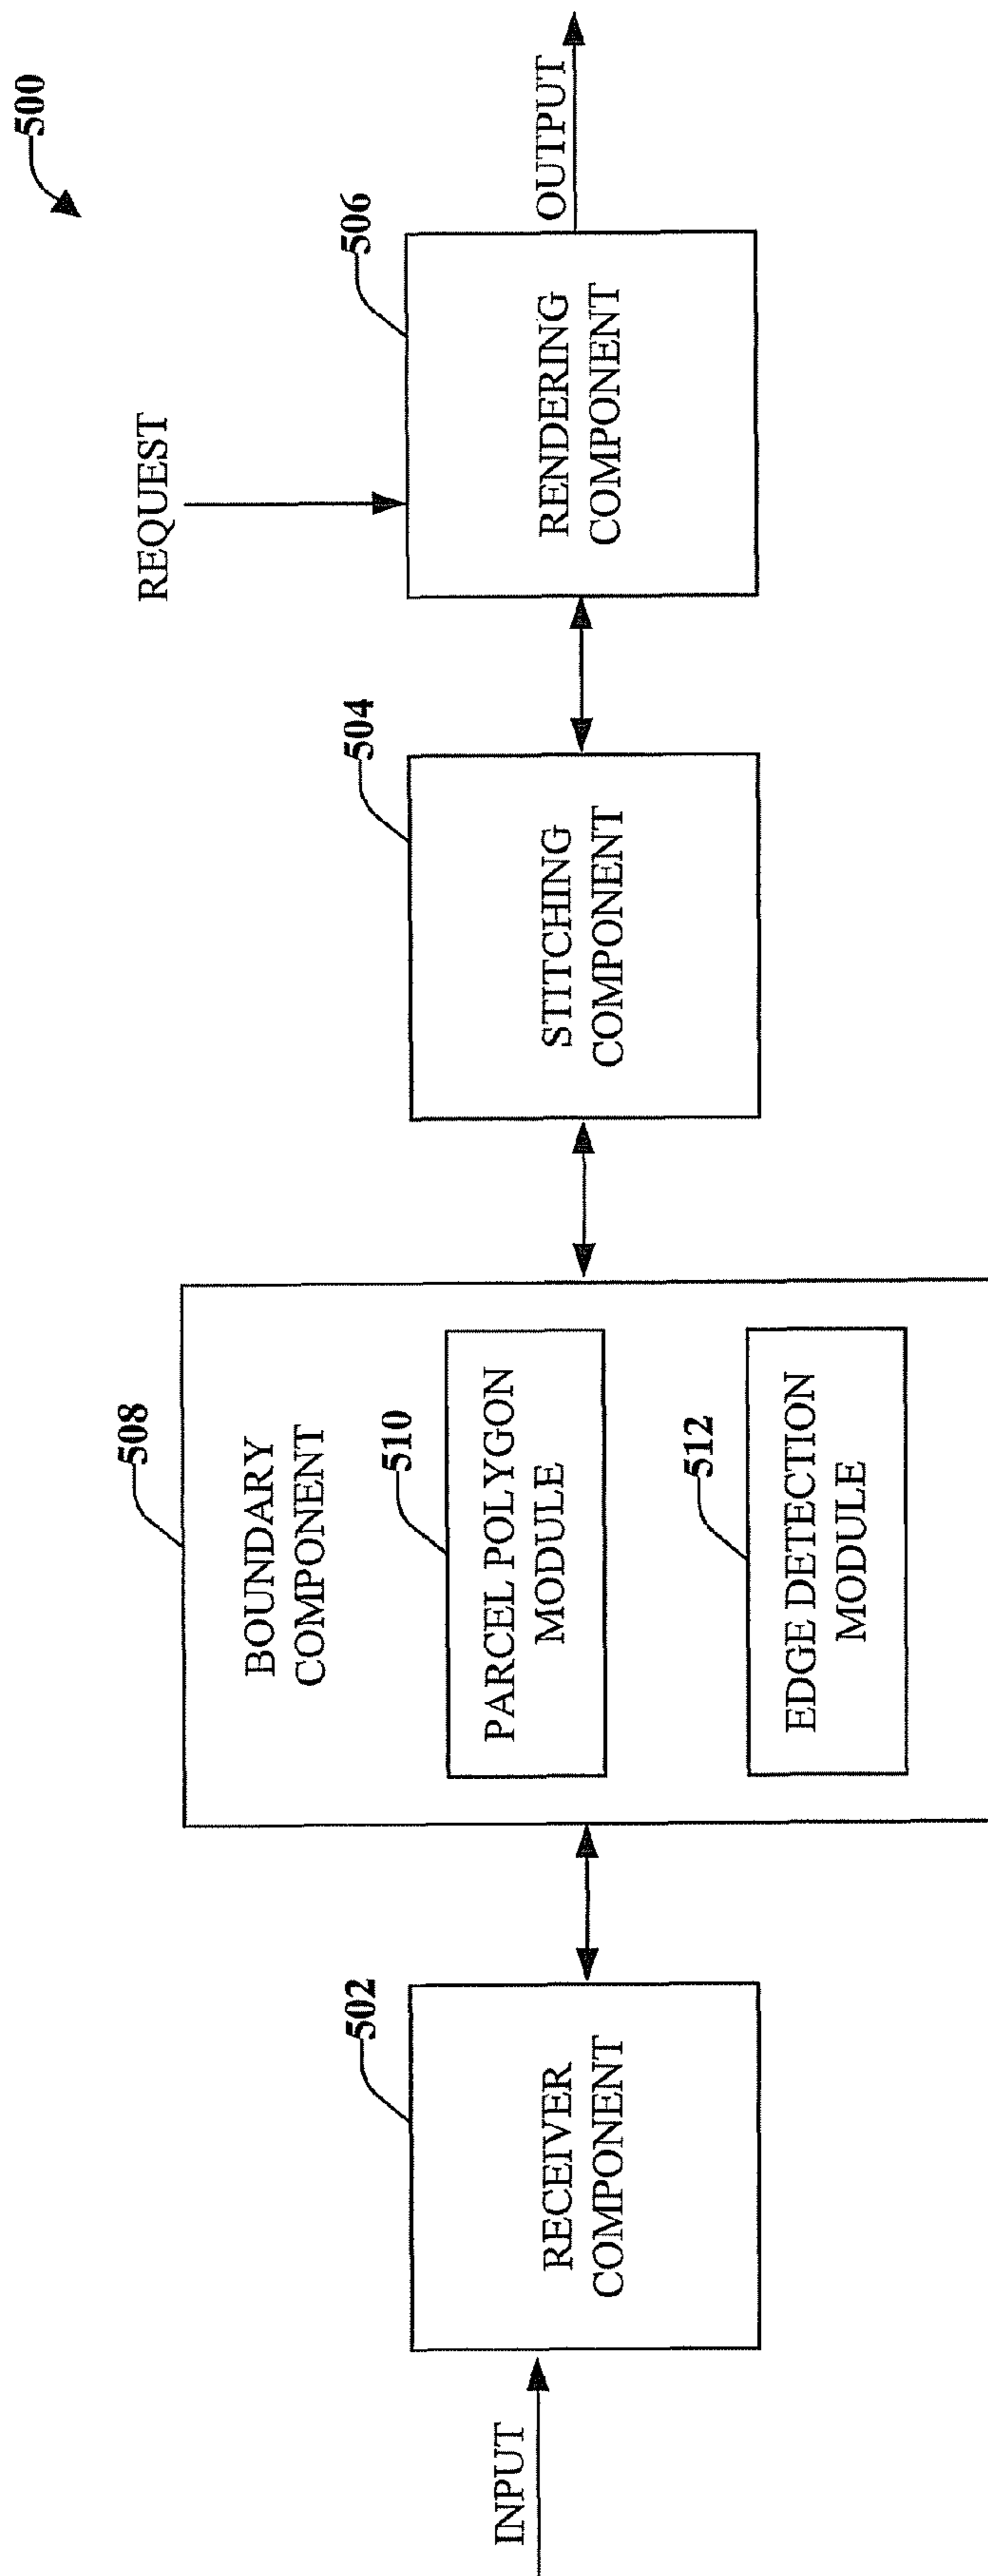 500
INPUT
502
RECEIVER
COMPONENT
508
BOUNDARY
COMPONENT
510
PARCEL POLYGON
MODULE
512
EDGE DETECTION
MODULE
504
STITCHING
COMPONENT
REQUEST
506
RENDERING
COMPONENT
OUTPUT